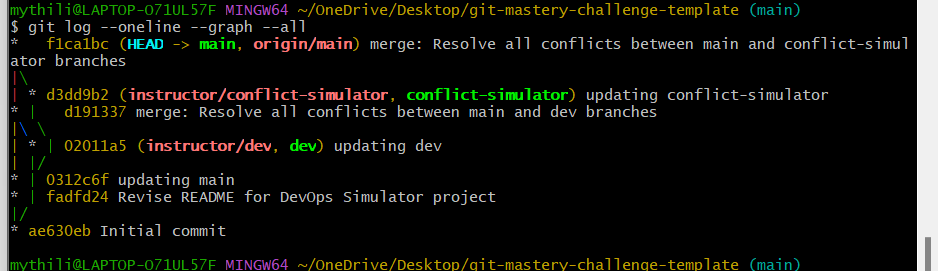 mythili@LAPTOP-O71UL57F MINGW64 ~/OneDrive/Desktop/git-mastery-challenge-template (main)
$ git log --oneline --graph --all
*   f1ca1bc (HEAD -> main, origin/main) merge: Resolve all conflicts between main and conflict-simul
ator branches
|\
| * d3dd9b2 (instructor/conflict-simulator, conflict-simulator) updating conflict-simulator
* |   d191337 merge: Resolve all conflicts between main and dev branches
|\ \
| * | 02011a5 (instructor/dev, dev) updating dev
| |/
* | 0312c6f updating main
* | fadfd24 Revise README for DevOps Simulator project
|/
* ae630eb Initial commit
mythili@LAPTOP-O71UL57F MINGW64 ~/OneDrive/Desktop/git-mastery-challenge-template (main)